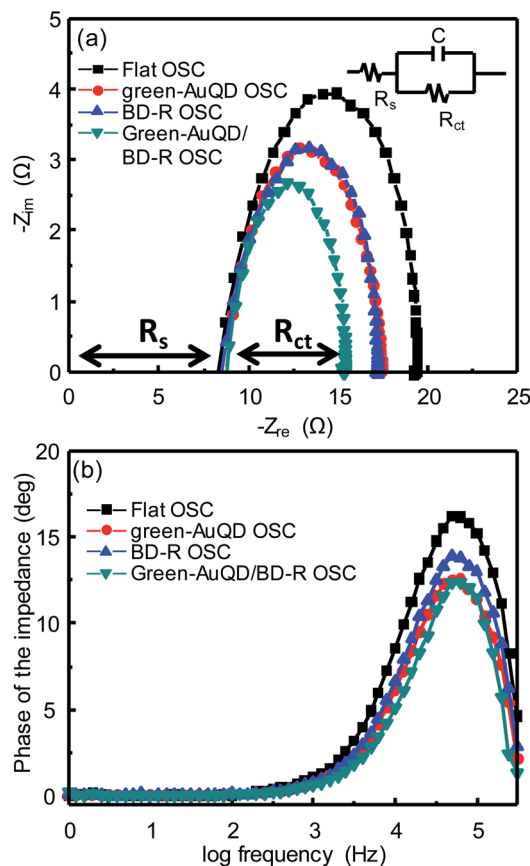 (a)
Flat OSC
green-AuQD OSC
BD-R OSC
Green-AuQD/
BD-R OSC
C
Rs
Rct
-Zim (Ω)
5
4
3
2
1
0
Rs
Rct
0 5 10 15 20 25
-Zre (Ω)
(b)
Flat OSC
green-AuQD OSC
BD-R OSC
Green-AuQD/BD-R OSC
Phase of the impedance (deg)
20
15
10
5
0
0 1 2 3 4 5
log frequency (Hz)